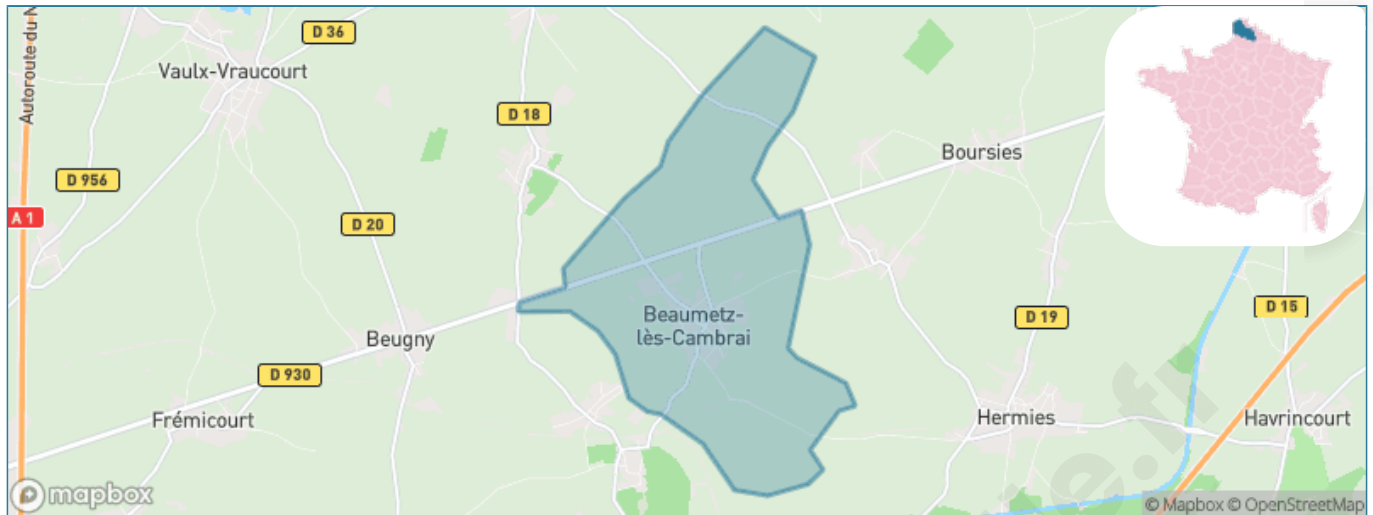 Autoroute du N
D 36
Vaulx-Vraucourt
D 18
Boursies
D 956
A 1
D 20
Beaumetz-
lès-Cambrai
D 15
D 19
Beugny
D 930
Frémicourt
Hermies
Havrincourt
mapbox
© Mapbox © OpenStreetMap